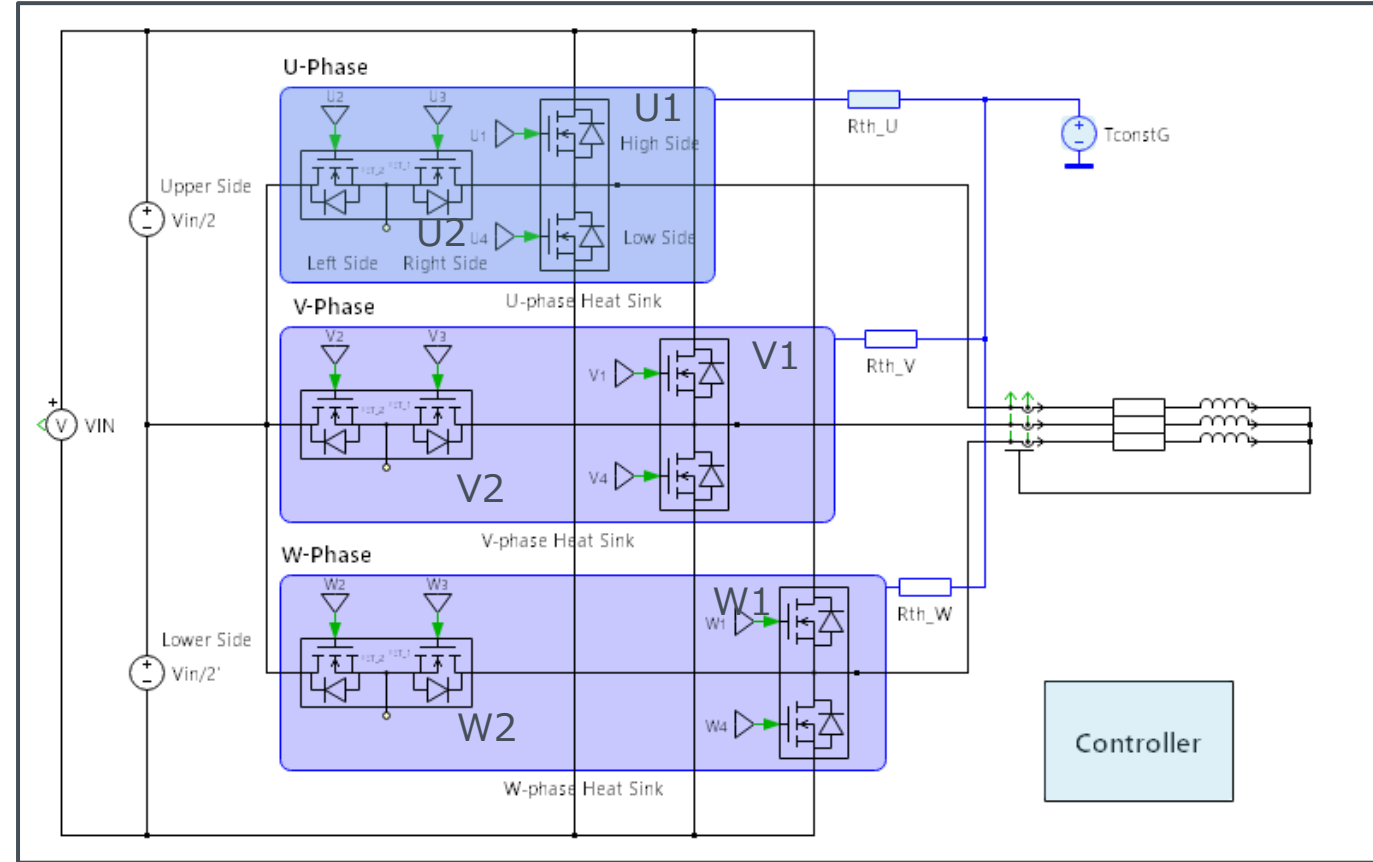 U-Phase
U2
U3
U1
U1
High Side
Rth_U
TconstG
Upper Side
Vin/2
U2
U4
Low Side
Left Side
Right Side
U-phase Heat Sink
V-Phase
V2
V3
V1
V1
Rth_V
+
V
VIN
V2
V4
V-phase Heat Sink
W-Phase
W2
W3
W1
W1
Rth_W
Lower Side
Vin/2'
W2
W4
Controller
W-phase Heat Sink